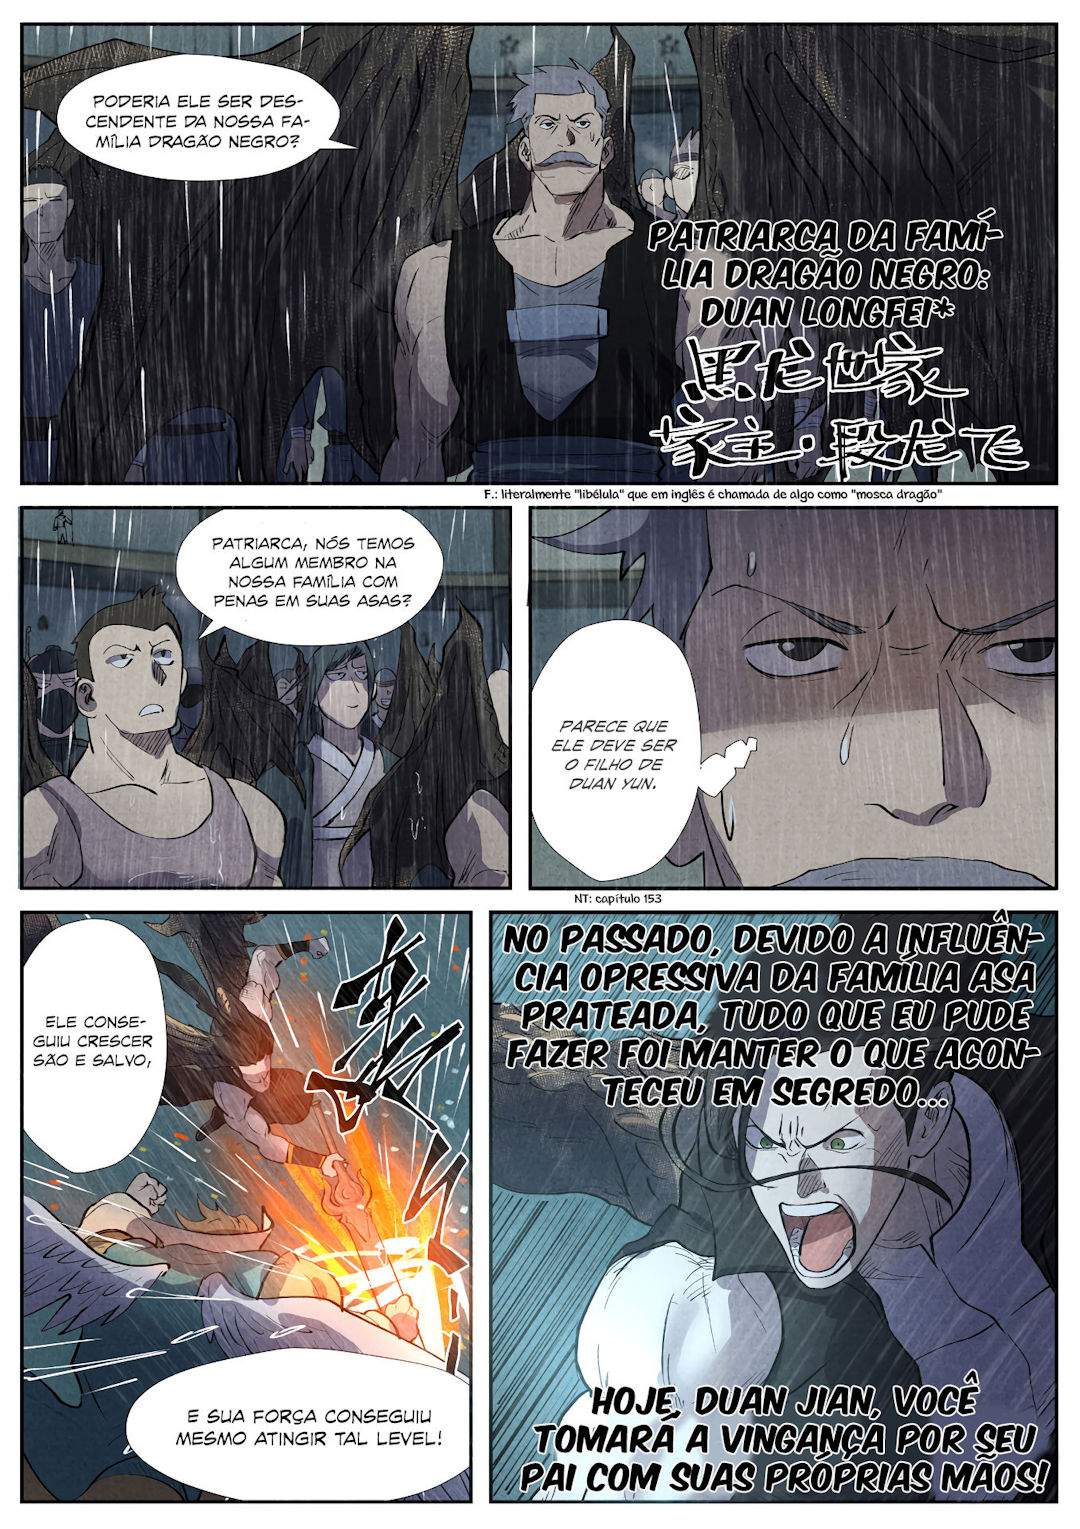 PODERIA ELE SER DES-
CENDENTE DA NOSSA FA-
MÍLIA DRAGÃO NEGRO?
PATRIARCA DA FAMÍ-
LIA DRAGÃO NEGRO:
DUAN LONGFEI*
黑龙世家
家主·段龙飞
F.: literalmente "libélula" que em inglês é chamada de algo como "mosca dragão"
PATRIARCA, NÓS TEMOS
ALGUM MEMBRO NA
NOSSA FAMÍLIA COM
PENAS EM SUAS ASAS?
PARECE QUE
ELE DEVE SER
O FILHO DE
DUAN YUN.
NT: capítulo 153
ELE CONSE-
GUIU CRESCER
SÃO E SALVO,
E SUA FORÇA CONSEGUIU
MESMO ATINGIR TAL LEVEL!
NO PASSADO, DEVIDO A INFLUÊN-
CIA OPRESSIVA DA FAMÍLIA ASA
PRATEADA, TUDO QUE EU PUDE
FAZER FOI MANTER O QUE ACON-
TECEU EM SEGREDO...
HOJE, DUAN JIAN, VOCÊ
TOMARÁ A VINGANÇA POR SEU
PAI COM SUAS PRÓPRIAS MÃOS!